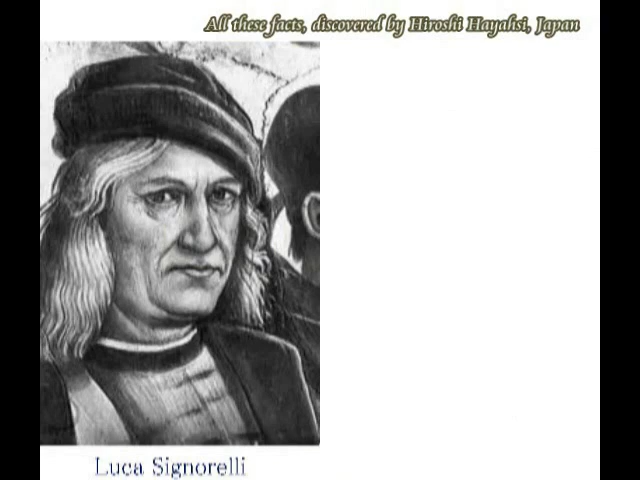 All these facts, discovered by Hiroshi Hayahsi, Japan
Luca Signorelli